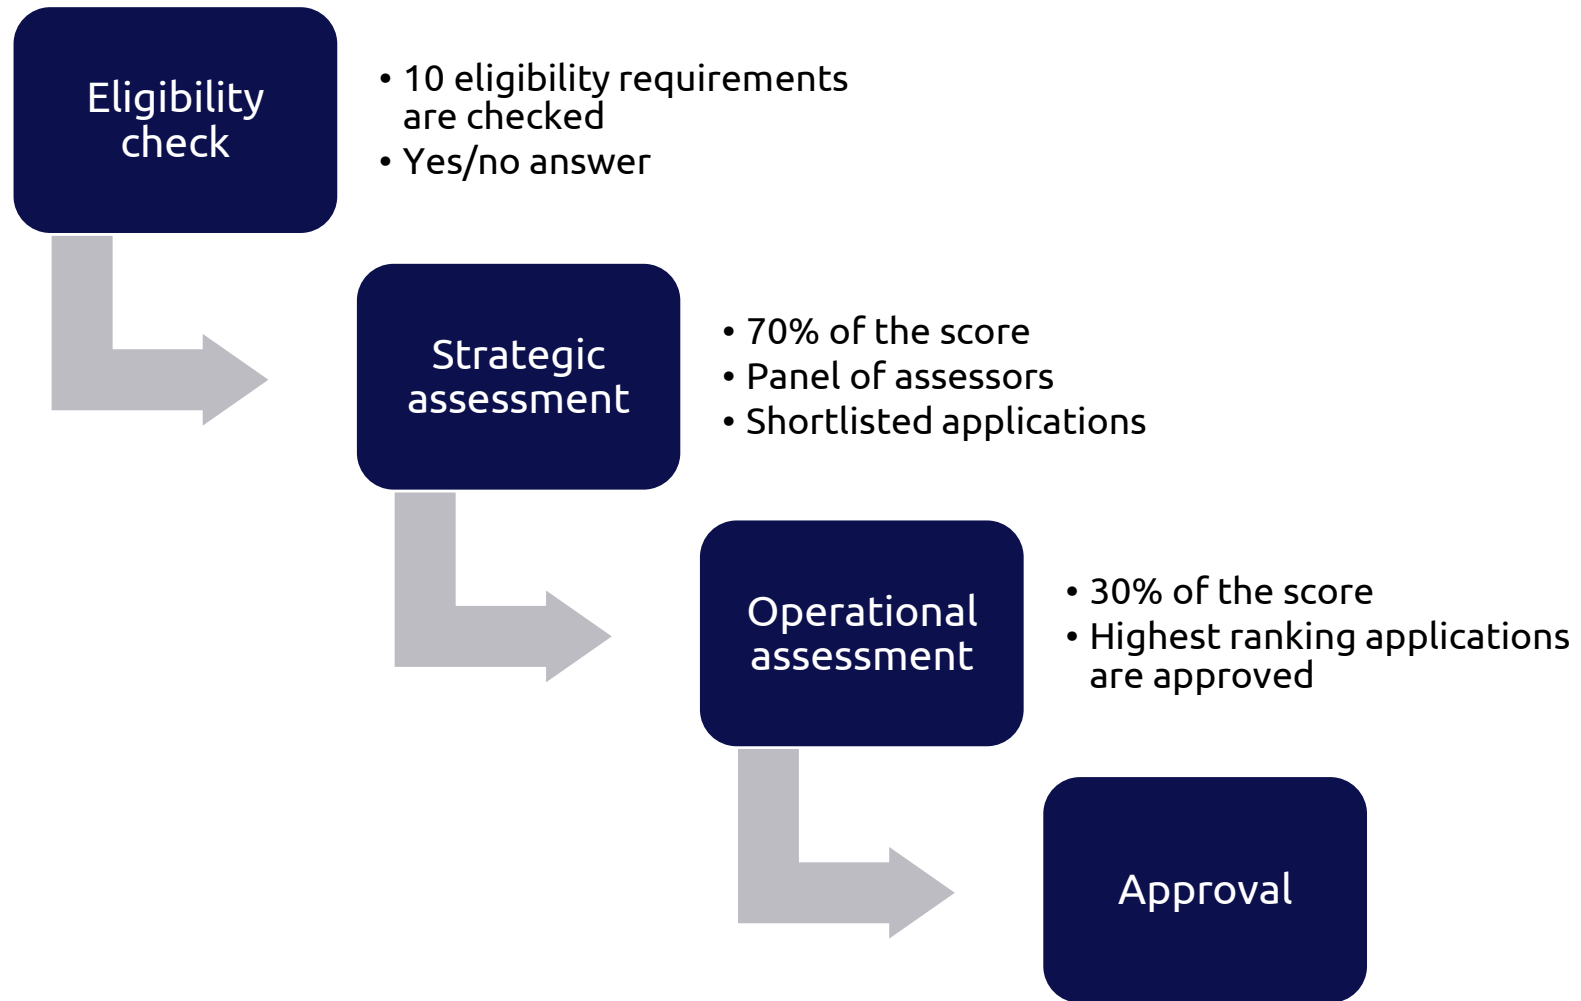 Eligibility
check
• 10 eligibility requirements
are checked
• Yes/no answer
Strategic
assessment
• 70% of the score
• Panel of assessors
• Shortlisted applications
Operational
assessment
• 30% of the score
• Highest ranking applications
are approved
Approval